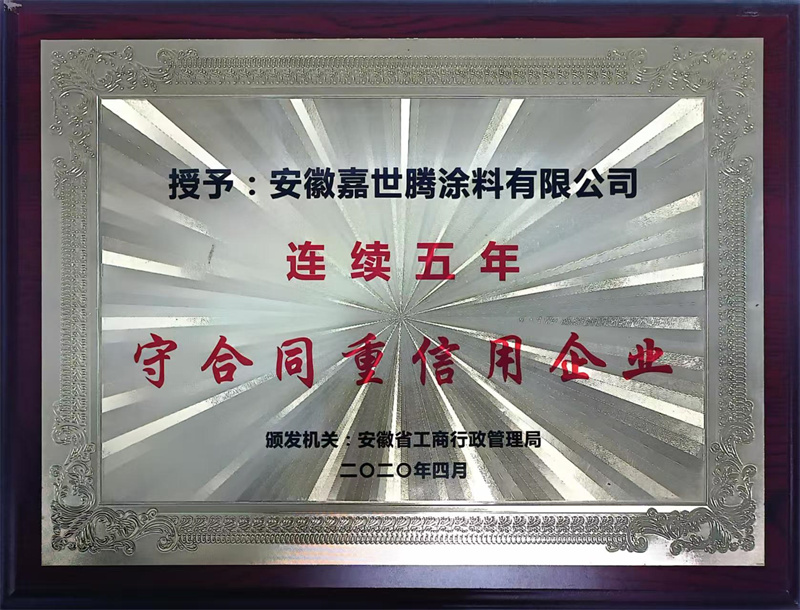 授予：安徽嘉世腾涂料有限公司
连续五年
守合同重信用企业
颁发机关：安徽省工商行政管理局
二〇二〇年四月